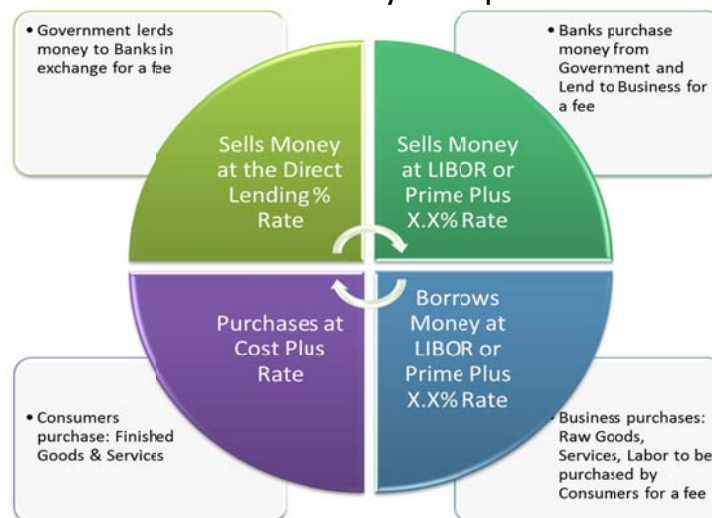 • Government lerds
money to Banks in
exchange for a fee
• Banks purchase
money from
Government and
Lend to Business for
a fee
Sells Money
at the Direct
Lending %
Rate
Sells Money
at LIBOR or
Prime Plus
X.X% Rate
Purchases at
Cost Plus
Rate
Borrows
Money at
LIBOR or
Prime Plus
X.X% Rate
• Consumers
purchase: Finished
Goods & Services
• Business purchases:
Raw Goods,
Services, Labor to be
purchased by
Consumers for a fee